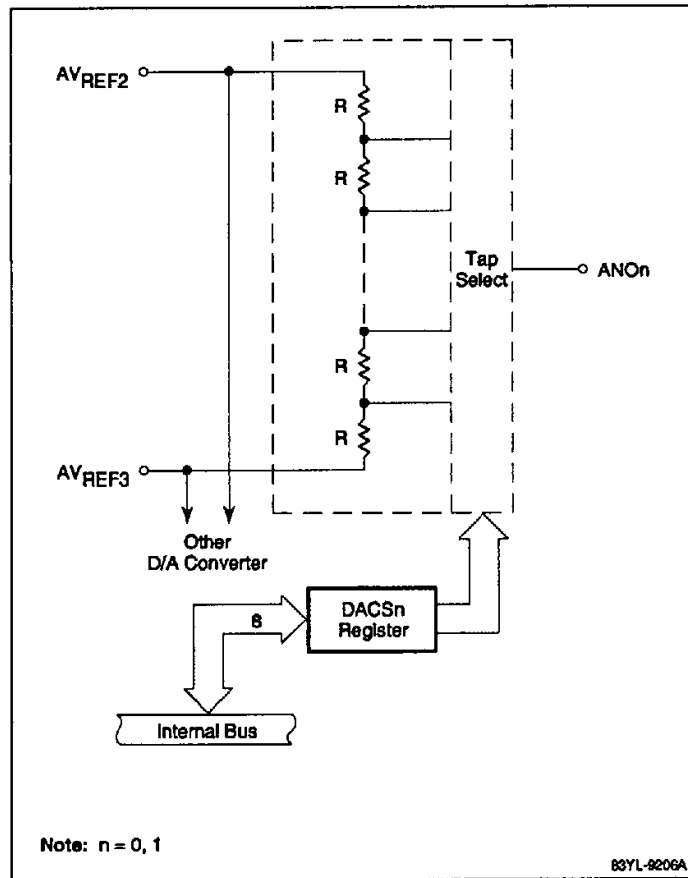 AVREF2
R
R
Tap
Select
ANOn
R
R
AVREF3
Other
D/A Converter
8
DACSn
Register
Internal Bus
Note: n = 0, 1
83YL-9206A